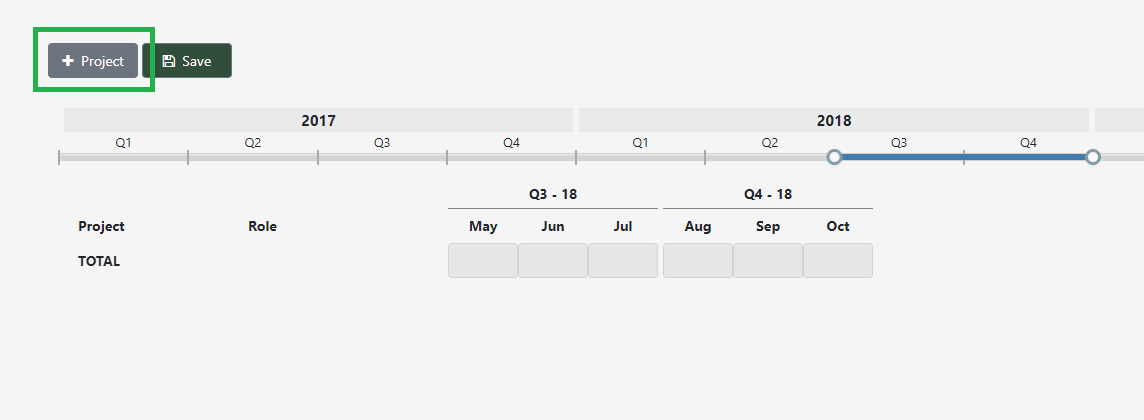 Project Save
2017 2018
Q1 Q2 Q3 Q4 Q1 Q2 Q3 Q4
Q3 - 18 Q4 - 18
Project Role May Jun Jul Aug Sep Oct
TOTAL